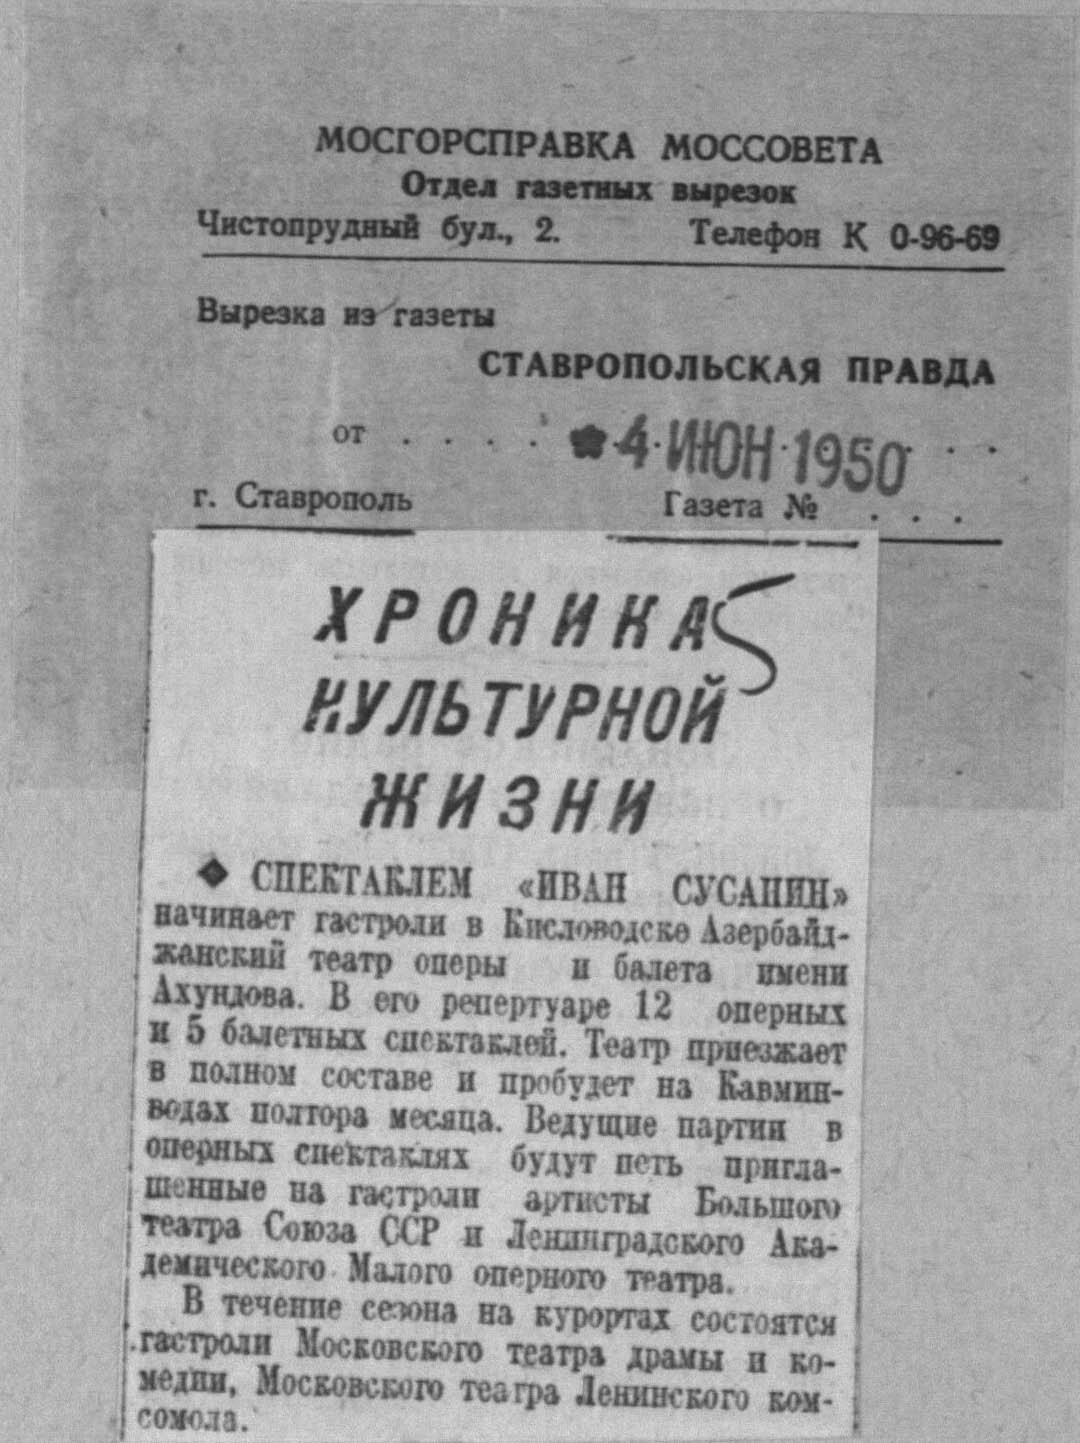 МОСГОРСПРАВКА МОССОВЕТА
Отдел газетных вырезок
Чистопрудный бул., 2. Телефон К 0-96-69
Вырезка из газеты
СТАВРОПОЛЬСКАЯ ПРАВДА
от . . . . 4 ИЮН 1950 . . .
г. Ставрополь Газета № . . .
5
ХРОНИКА
КУЛЬТУРНОЙ
ЖИЗНИ
◆ СПЕКТАКЛЕМ «ИВАН СУСАНИН»
начинает гастроли в Кисловодске Азербайд-
жанский театр оперы и балета имени
Ахундова. В его репертуаре 12 оперных
и 5 балетных спектаклей. Театр приезжает
в полном составе и пробудет на Кавмин-
водах полтора месяца. Ведущие партии в
оперных спектаклях будут петь пригла-
шенные на гастроли артисты Большого
театра Союза ССР и Ленинградского Ака-
демического Малого оперного театра.
В течение сезона на курортах состоятся
гастроли Московского театра драмы и ко-
медии, Московского театра Ленинского ком-
сомола.